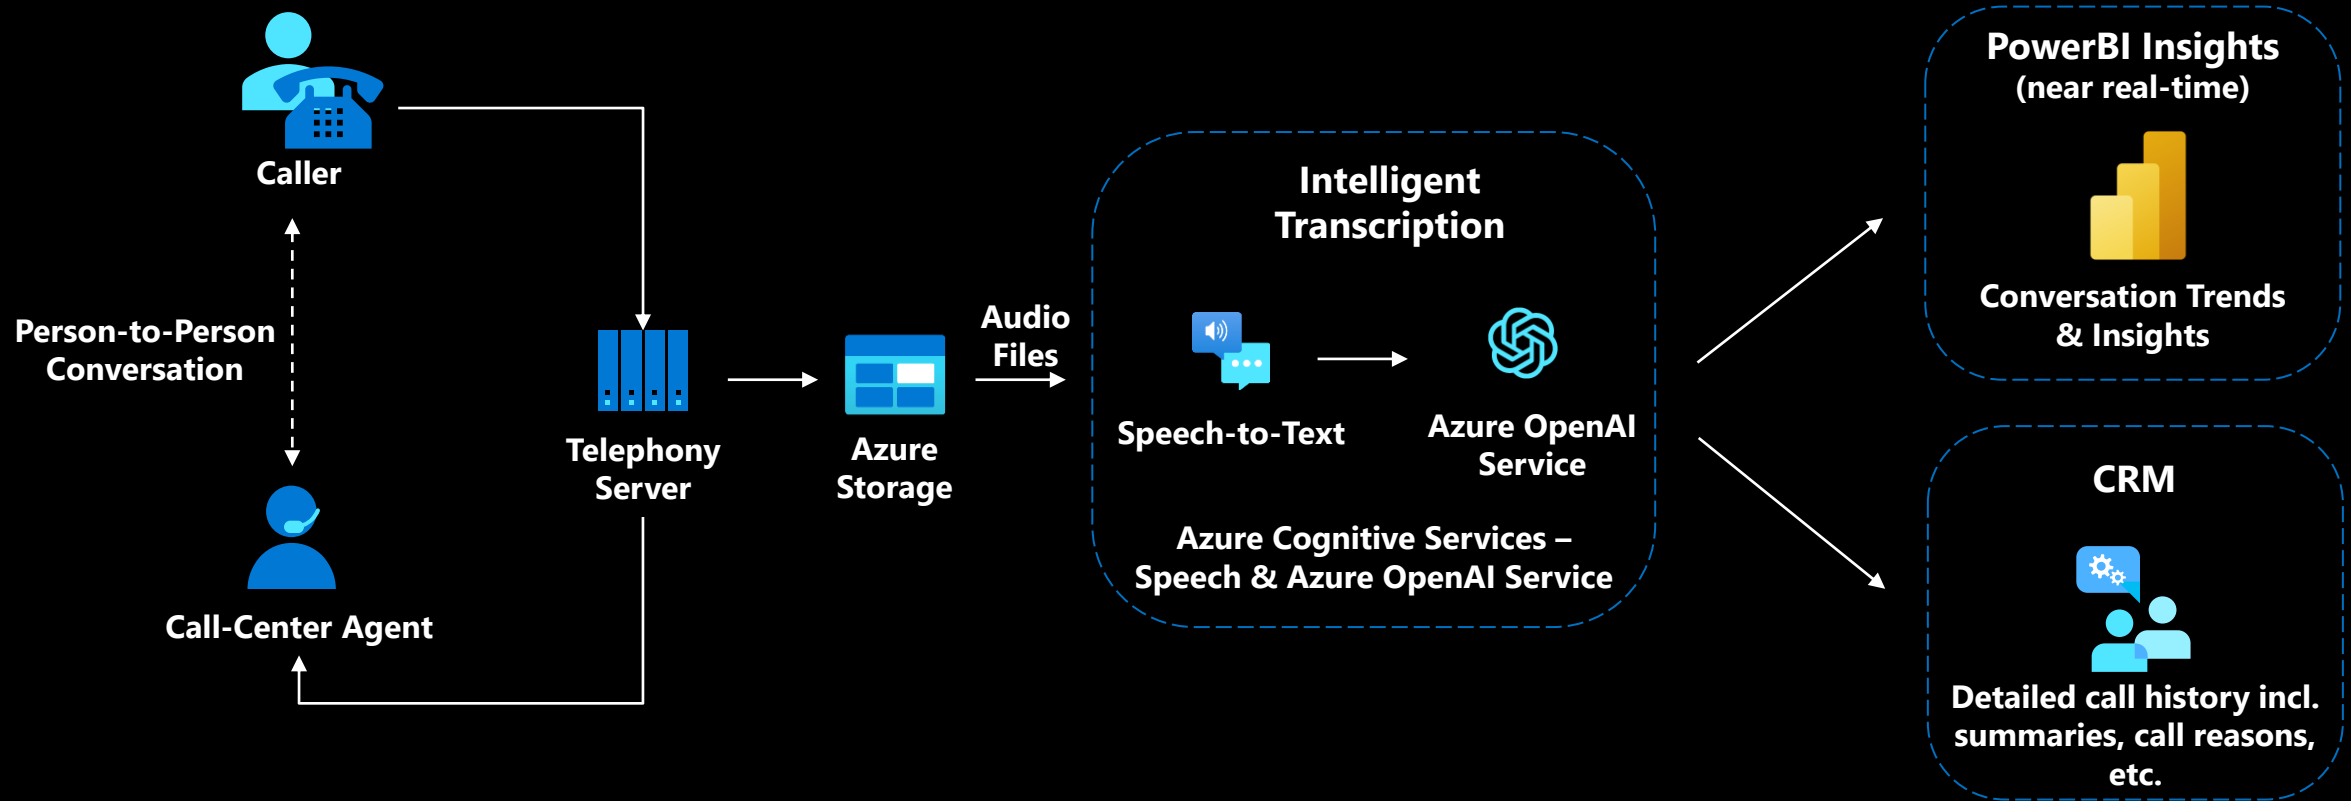 Caller
Person-to-Person
Conversation
Call-Center Agent
Telephony
Server
Azure
Storage
Audio
Files
Intelligent
Transcription
Speech-to-Text
Azure OpenAI
Service
Azure Cognitive Services –
Speech & Azure OpenAI Service
PowerBI Insights
(near real-time)
Conversation Trends
& Insights
CRM
Detailed call history incl.
summaries, call reasons,
etc.